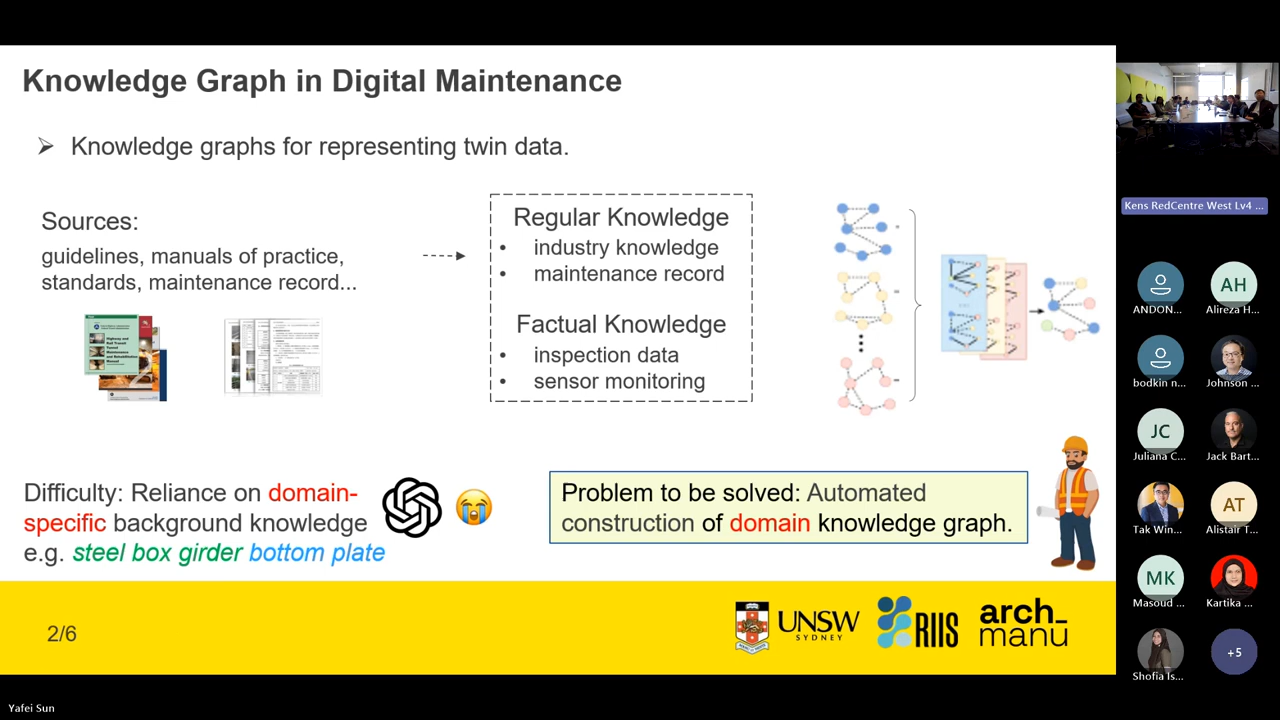 Knowledge Graph in Digital Maintenance
Knowledge graphs for representing twin data.
Sources:
guidelines, manuals of practice,
standards, maintenance record...
Regular Knowledge
• industry knowledge
• maintenance record
Factual Knowledge
• inspection data
• sensor monitoring
Difficulty: Reliance on domain-
specific background knowledge
e.g. steel box girder bottom plate
Problem to be solved: Automated
construction of domain knowledge graph.
2/6
UNSW
SYDNEY
RIIS
arch_
manu
Kens RedCentre West Lv4 ...
ANDON...
AH
Alireza H...
bodkin n...
Johnson ...
JC
Juliana C...
Jack Bart...
Tak Win...
AT
Alistair T...
MK
Masoud ...
Kartika ...
Shofia Is...
+5
Yafei Sun